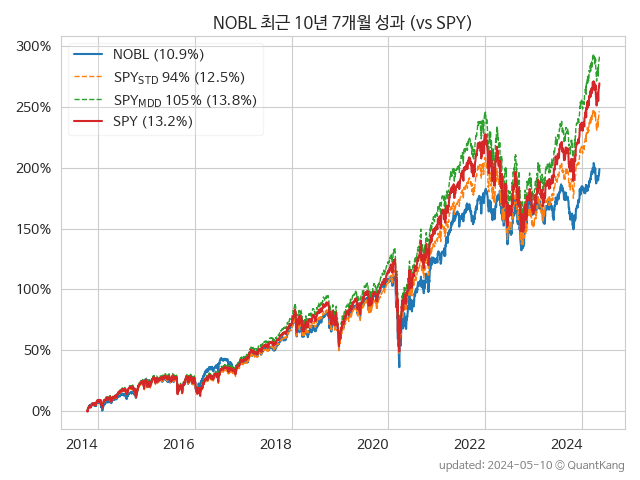 NOBL 최근 10년 7개월 성과 (vs SPY)
300%
250%
200%
150%
100%
50%
0%
NOBL (10.9%)
SPY_STD 94% (12.5%)
SPY_MDD 105% (13.8%)
SPY (13.2%)
2014 2016 2018 2020 2022 2024
updated: 2024-05-10 © QuantKang